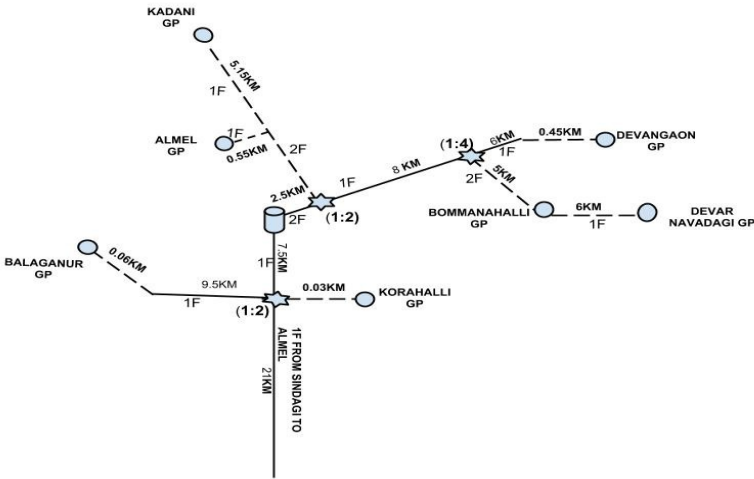 KADANI
GP
5.15KM
1F
ALMEL
GP
1F
0.55KM
2F
2.5KM
2F
(1:2)
1F
8 KM
(1:4)
6KM
1F
0.45KM
DEVANGAON
GP
2F
5KM
BOMMANAHALLI
GP
6KM
1F
DEVAR
NAVADAGI GP
BALAGANUR
GP
0.06KM
9.5KM
1F
7.5KM
1F
(1:2)
0.03KM
KORAHALLI
GP
21KM
1F FROM SINDAGI TO
ALMEL